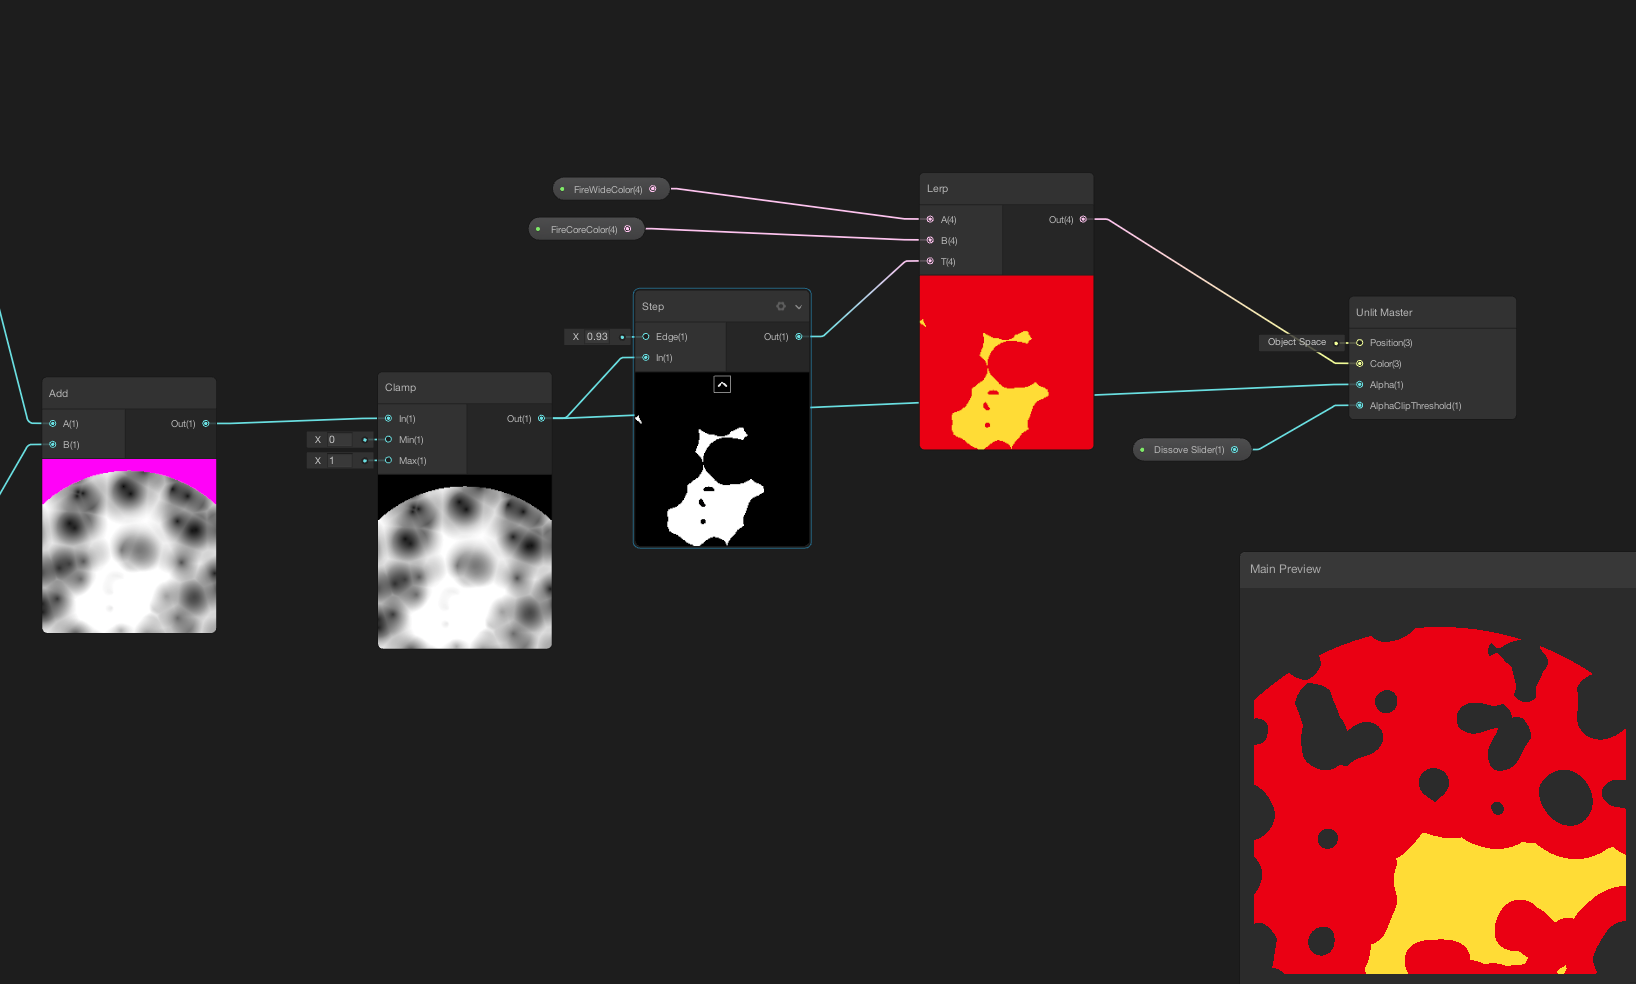 FireWideColor(4)
FireCoreColor(4)
Lerp
A(4)
B(4)
T(4)
Out(4)
Step
X 0.93
Edge(1)
In(1)
Out(1)
Add
A(1)
B(1)
Out(1)
Clamp
In(1)
X 0
Min(1)
X 1
Max(1)
Out(1)
Unlit Master
Object Space
Position(3)
Color(3)
Alpha(1)
AlphaClipThreshold(1)
Dissove Slider(1)
Main Preview